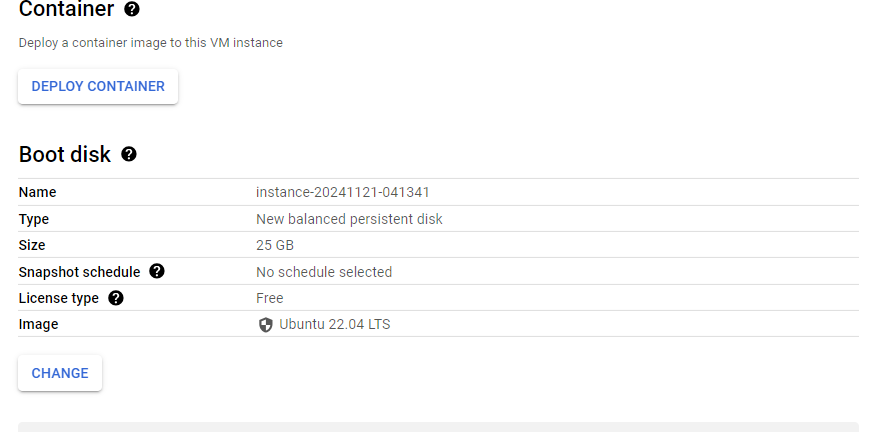 Container
Deploy a container image to this VM instance
DEPLOY CONTAINER
Boot disk
Name instance-20241121-041341
Type New balanced persistent disk
Size 25 GB
Snapshot schedule No schedule selected
License type Free
Image Ubuntu 22.04 LTS
CHANGE